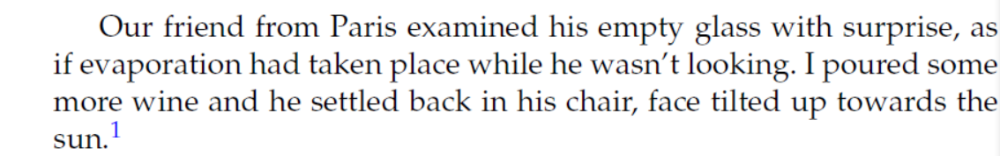 Our friend from Paris examined his empty glass with surprise, as
if evaporation had taken place while he wasn’t looking. I poured some
more wine and he settled back in his chair, face tilted up towards the
sun.1